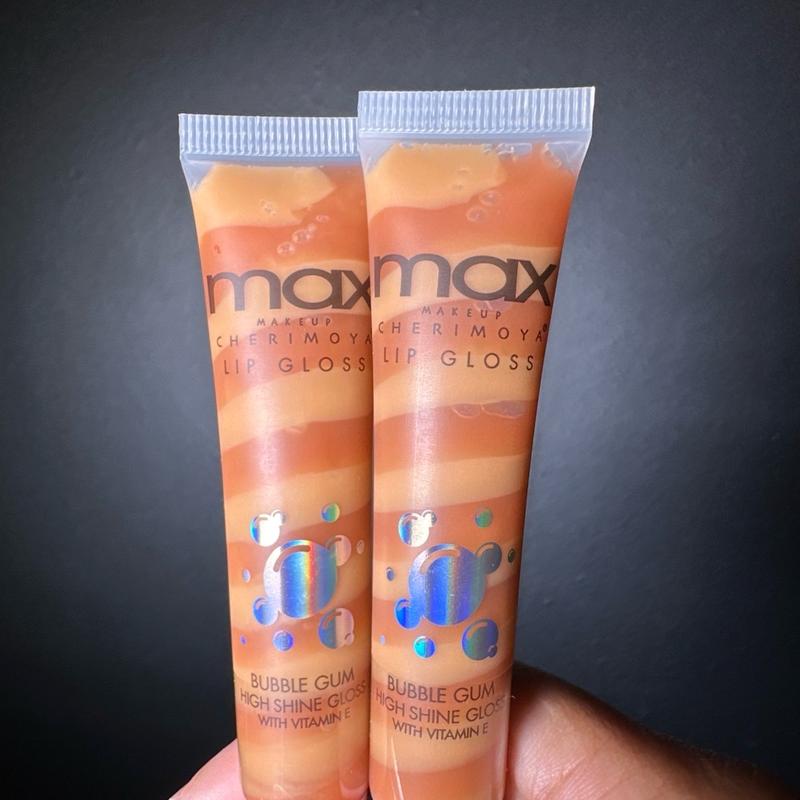 max
MAKEUP
CHERIMOYA
LIP GLOSS
BUBBLE GUM
HIGH SHINE GLOSS
WITH VITAMIN E
max
MAKEUP
CHERIMOYA®
LIP GLOSS
BUBBLE GUM
HIGH SHINE GLOSS
WITH VITAMIN E